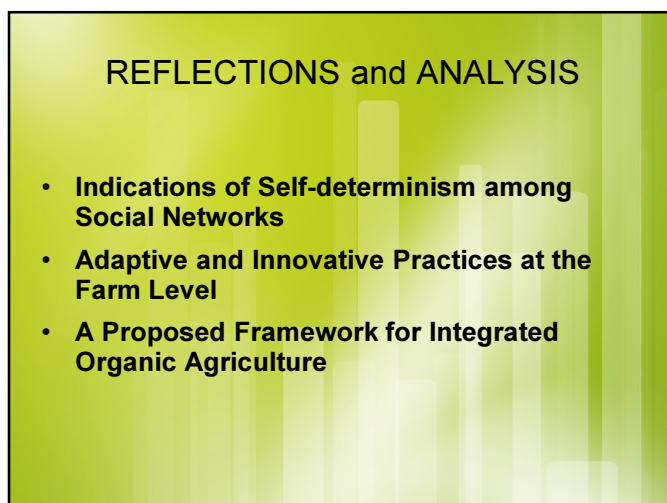 REFLECTIONS and ANALYSIS
• Indications of Self-determinism among
Social Networks
• Adaptive and Innovative Practices at the
Farm Level
• A Proposed Framework for Integrated
Organic Agriculture